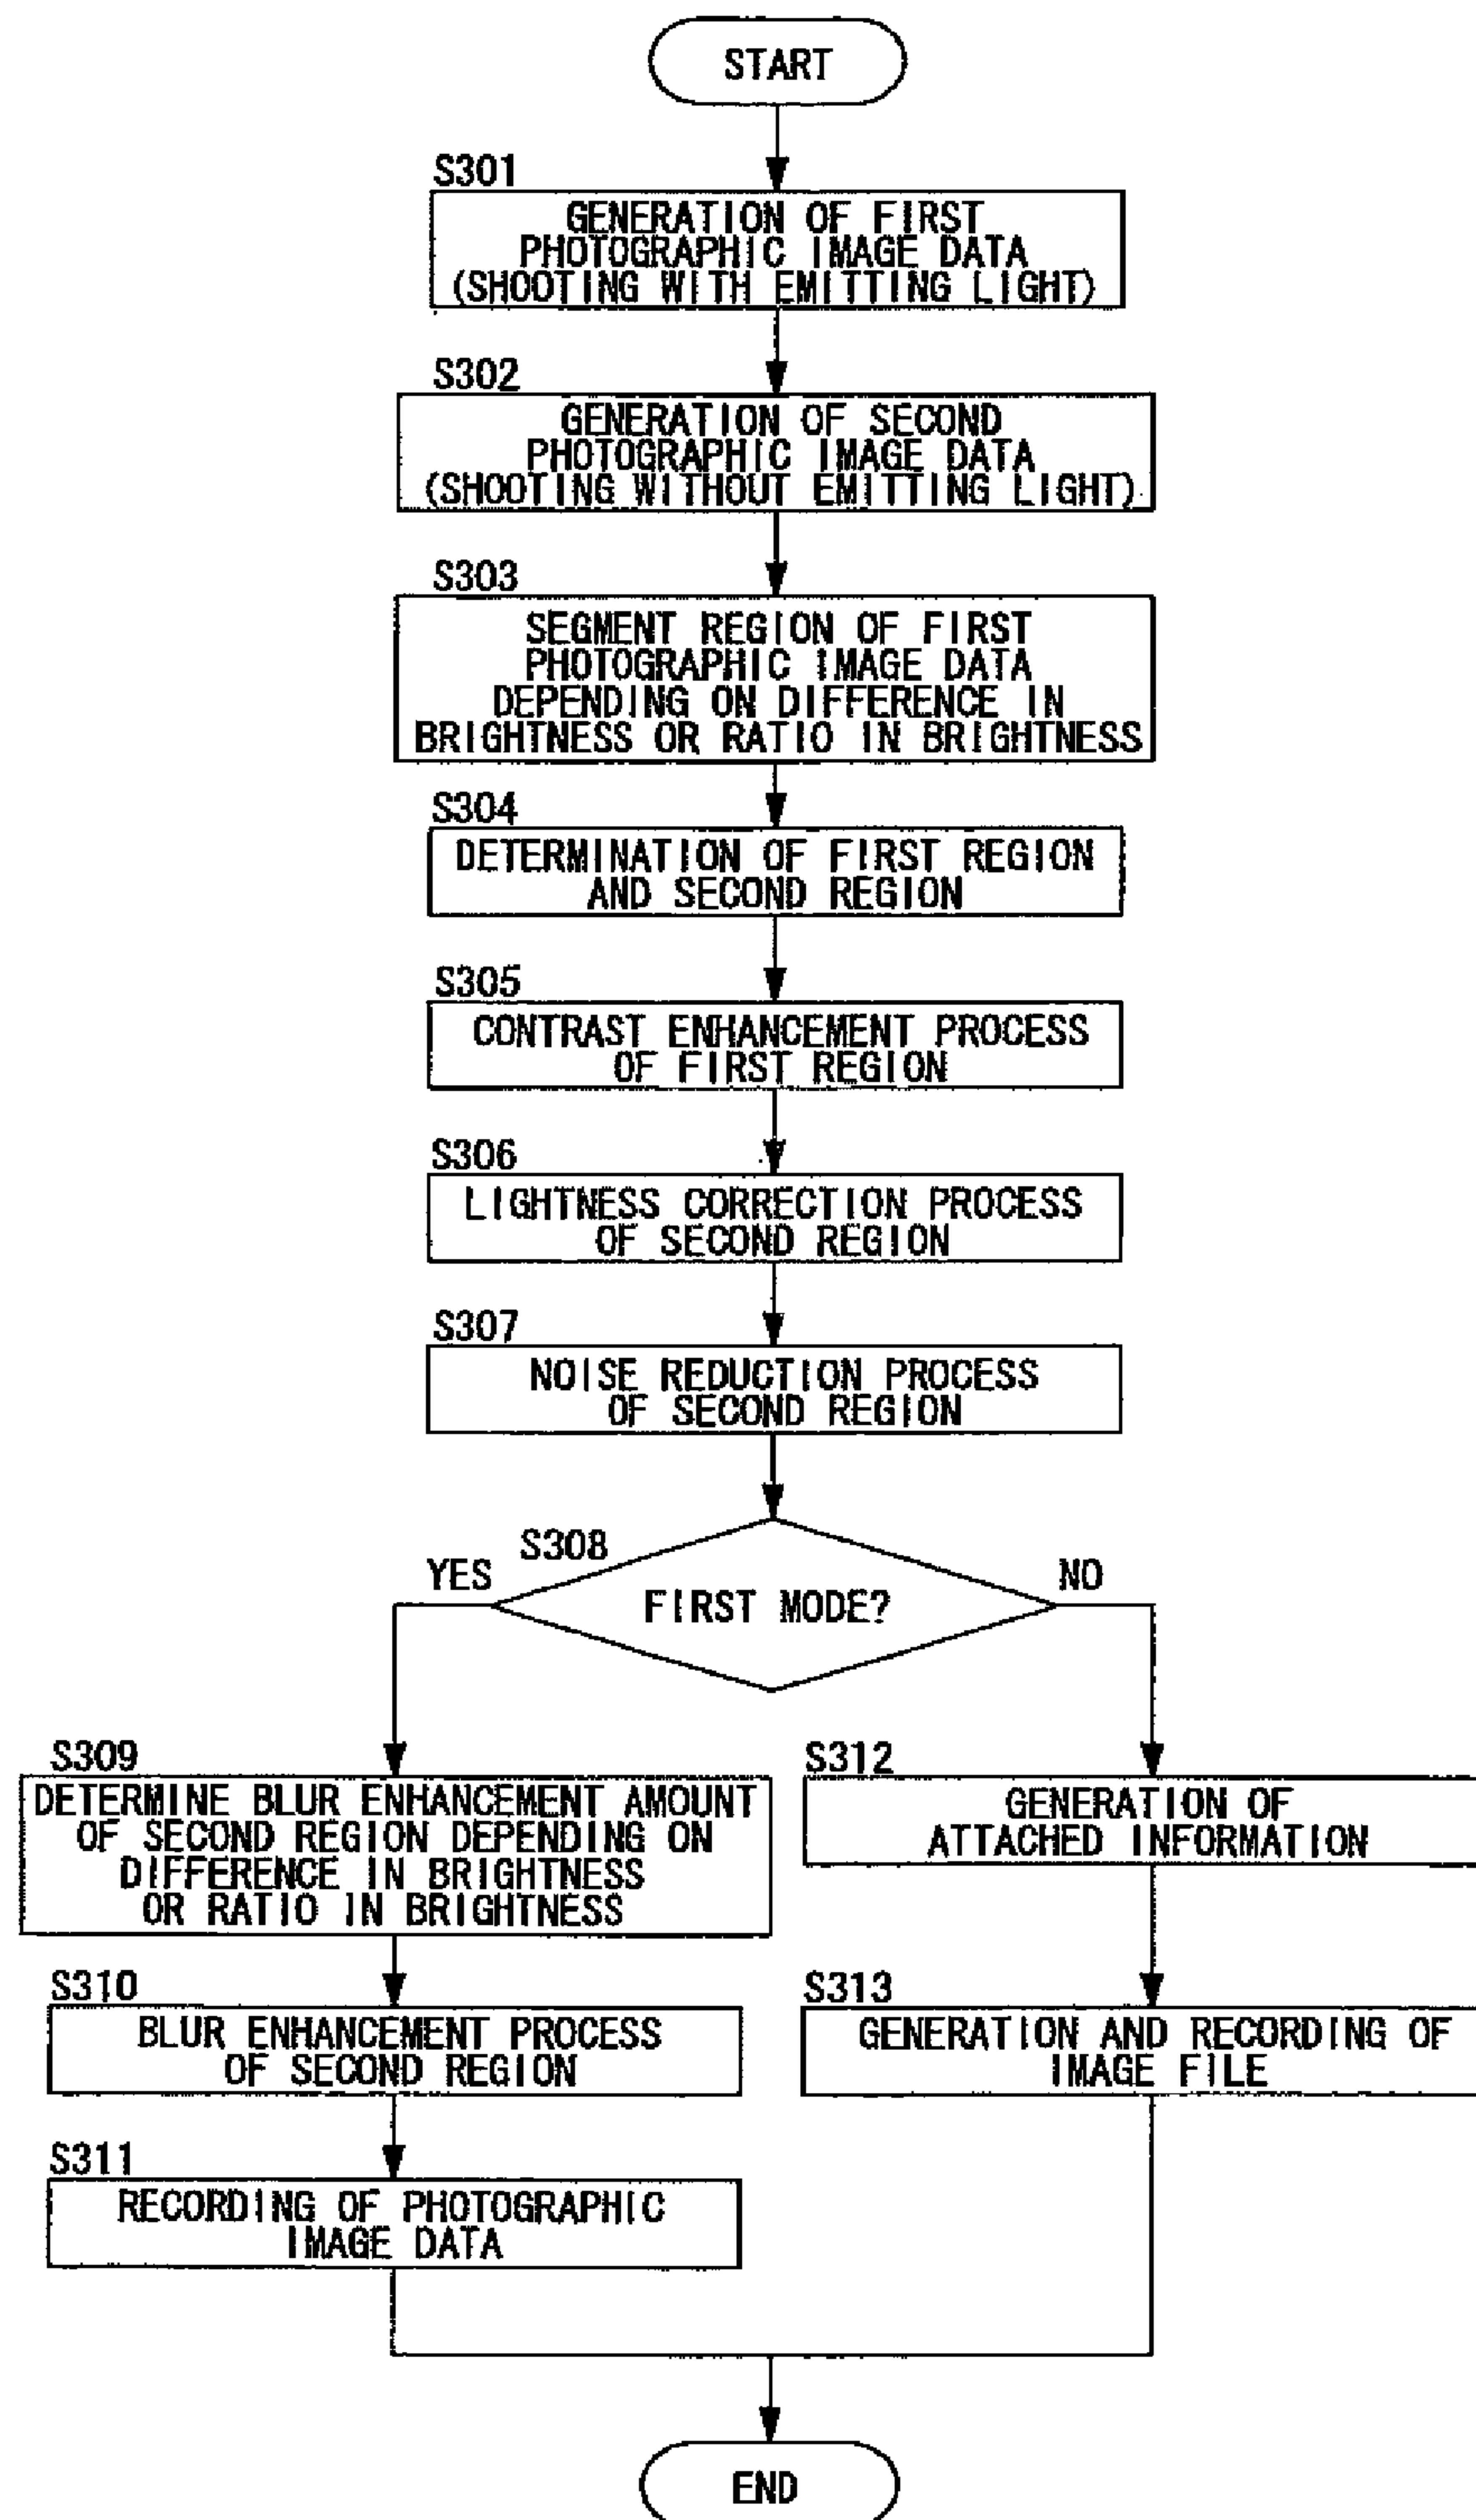 START
S301
GENERATION OF FIRST
PHOTOGRAPHIC IMAGE DATA
(SHOOTING WITH EMITTING LIGHT)
S302
GENERATION OF SECOND
PHOTOGRAPHIC IMAGE DATA
(SHOOTING WITHOUT EMITTING LIGHT)
S303
SEGMENT REGION OF FIRST
PHOTOGRAPHIC IMAGE DATA
DEPENDING ON DIFFERENCE IN
BRIGHTNESS OR RATIO IN BRIGHTNESS
S304
DETERMINATION OF FIRST REGION
AND SECOND REGION
S305
CONTRAST ENHANCEMENT PROCESS
OF FIRST REGION
S306
LIGHTNESS CORRECTION PROCESS
OF SECOND REGION
S307
NOISE REDUCTION PROCESS
OF SECOND REGION
S308
FIRST MODE?
YES
NO
S309
DETERMINE BLUR ENHANCEMENT AMOUNT
OF SECOND REGION DEPENDING ON
DIFFERENCE IN BRIGHTNESS
OR RATIO IN BRIGHTNESS
S310
BLUR ENHANCEMENT PROCESS
OF SECOND REGION
S311
RECORDING OF PHOTOGRAPHIC
IMAGE DATA
S312
GENERATION OF
ATTACHED INFORMATION
S313
GENERATION AND RECORDING OF
IMAGE FILE
END